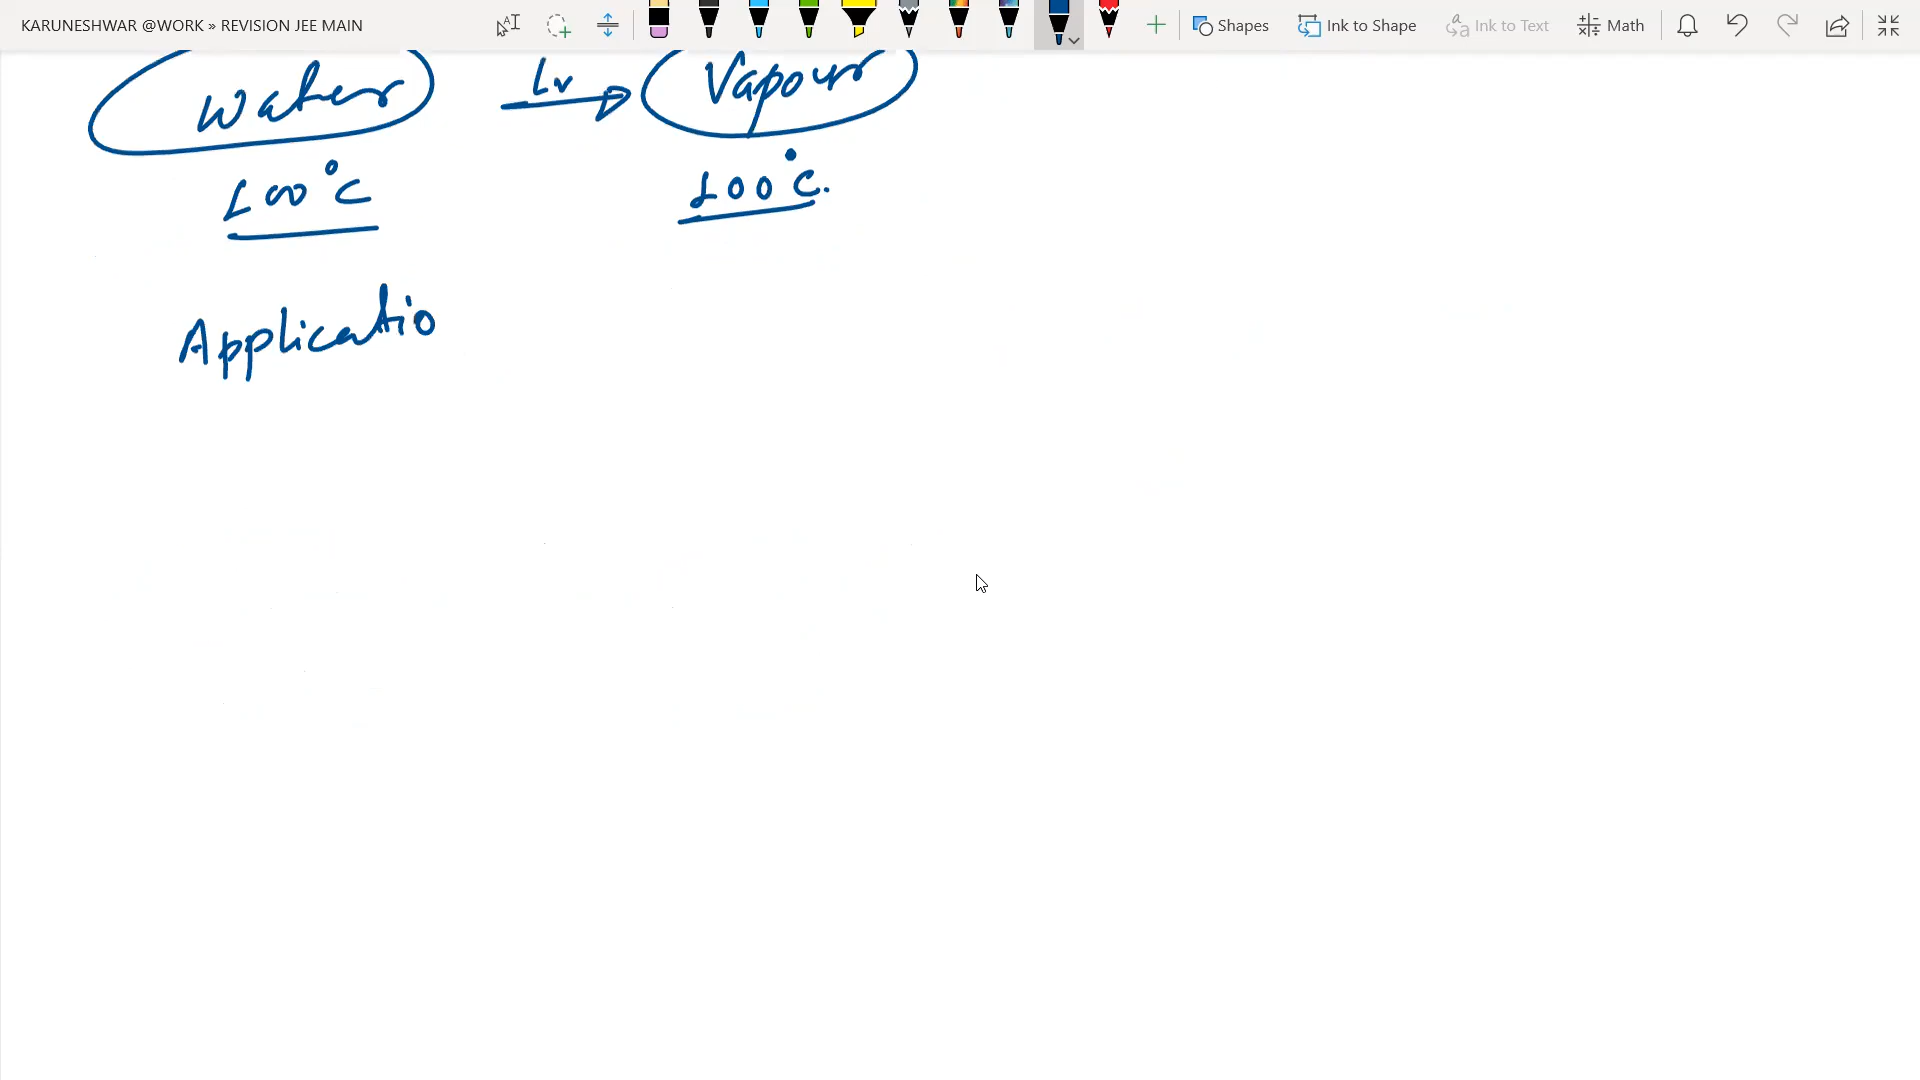 KARUNESHWAR @WORK » REVISION JEE MAIN Shapes Ink to Shape Ink to Text Math
Water Lv Vapour
100°C 100°C.
Applicatio